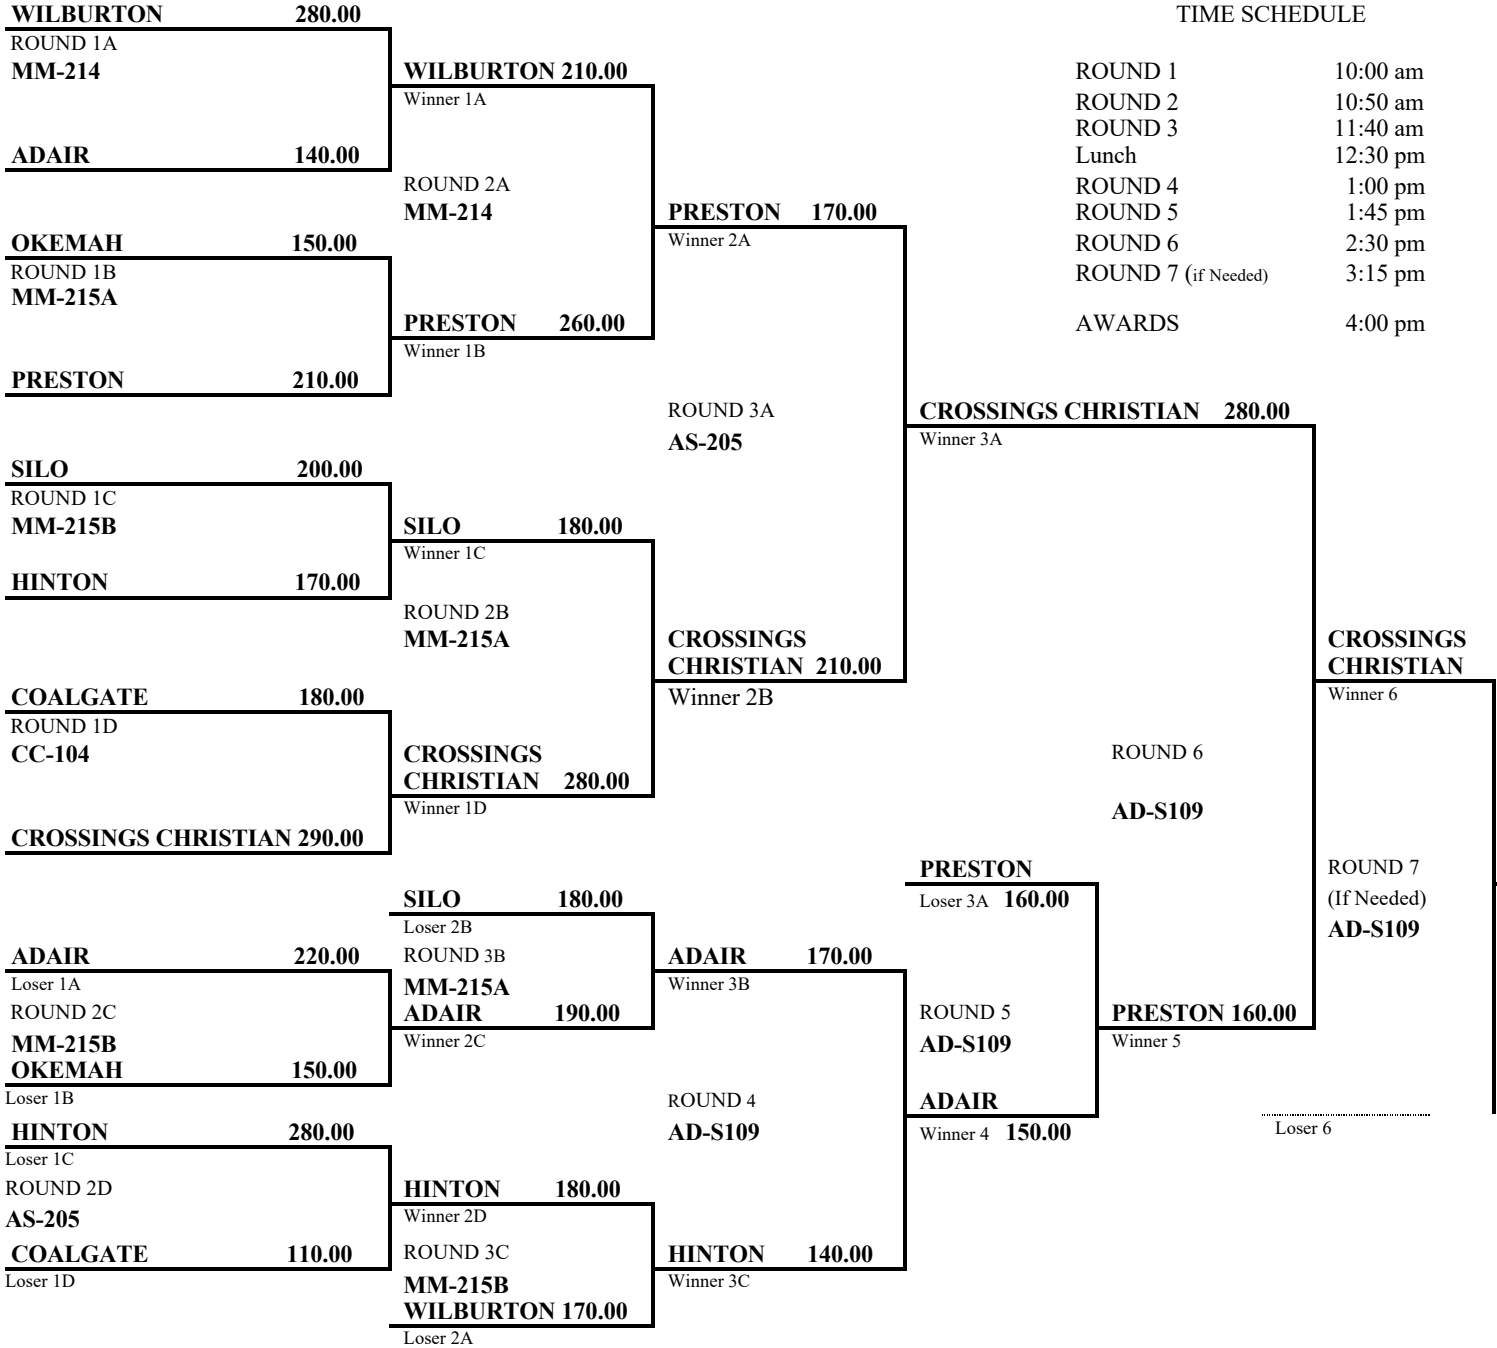 WILBURTON 280.00
ROUND 1A
MM-214
ADAIR 140.00
OKEMAH 150.00
ROUND 1B
MM-215A
PRESTON 210.00
SILO 200.00
ROUND 1C
MM-215B
HINTON 170.00
COALGATE 180.00
ROUND 1D
CC-104
CROSSINGS CHRISTIAN 290.00
ADAIR 220.00
Loser 1A
ROUND 2C
MM-215B
OKEMAH 150.00
Loser 1B
HINTON 280.00
Loser 1C
ROUND 2D
AS-205
COALGATE 110.00
Loser 1D
WILBURTON 210.00
Winner 1A
ROUND 2A
MM-214
PRESTON 260.00
Winner 1B
SILO 180.00
Winner 1C
ROUND 2B
MM-215A
CROSSINGS
CHRISTIAN 280.00
Winner 1D
SILO 180.00
Loser 2B
ROUND 3B
MM-215A
ADAIR 190.00
Winner 2C
HINTON 180.00
Winner 2D
ROUND 3C
MM-215B
WILBURTON 170.00
Loser 2A
PRESTON 170.00
Winner 2A
ROUND 3A
AS-205
CROSSINGS
CHRISTIAN 210.00
Winner 2B
ADAIR 170.00
Winner 3B
ROUND 4
AD-S109
HINTON 140.00
Winner 3C
CROSSINGS CHRISTIAN 280.00
Winner 3A
PRESTON
Loser 3A 160.00
ROUND 5
AD-S109
ADAIR
Winner 4 150.00
ROUND 6
AD-S109
PRESTON 160.00
Winner 5
CROSSINGS
CHRISTIAN
Winner 6
ROUND 7
(If Needed)
AD-S109
Loser 6
TIME SCHEDULE
ROUND 1 10:00 am
ROUND 2 10:50 am
ROUND 3 11:40 am
Lunch 12:30 pm
ROUND 4 1:00 pm
ROUND 5 1:45 pm
ROUND 6 2:30 pm
ROUND 7 (if Needed) 3:15 pm
AWARDS 4:00 pm